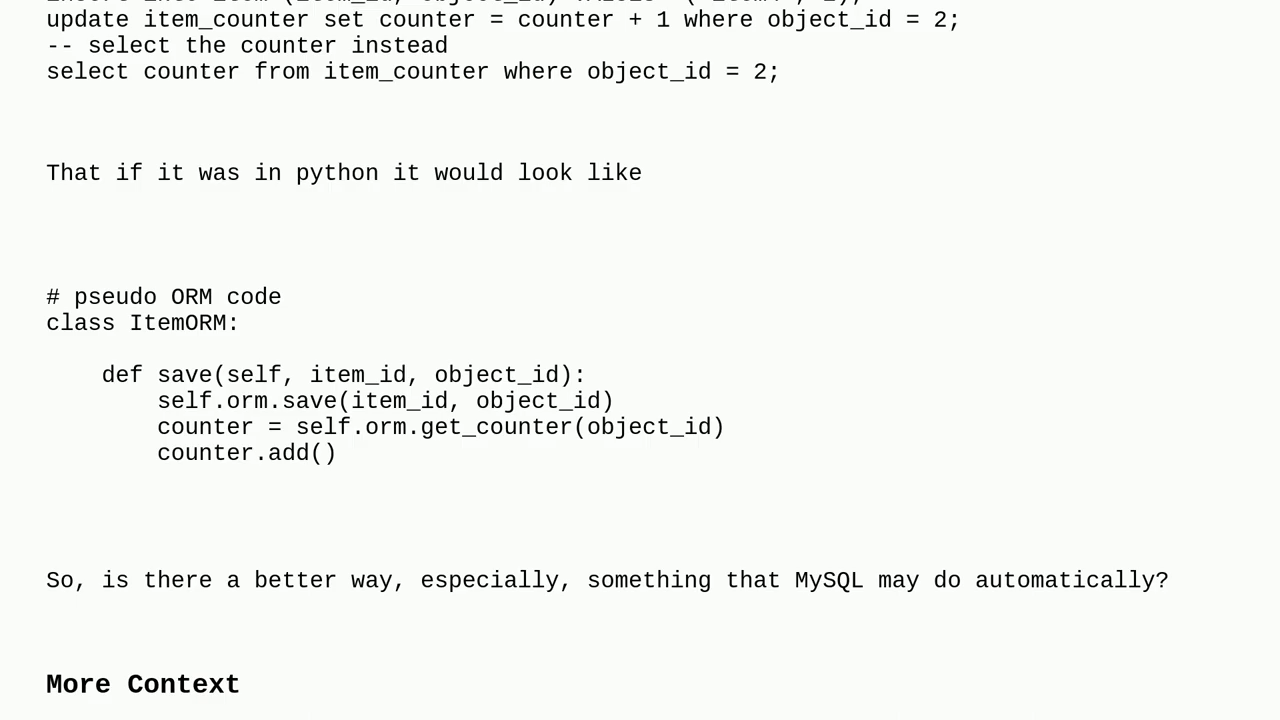 update item_counter set counter = counter + 1 where object_id = 2;
-- select the counter instead
select counter from item_counter where object_id = 2;
That if it was in python it would look like
# pseudo ORM code
class ItemORM:
    def save(self, item_id, object_id):
        self.orm.save(item_id, object_id)
        counter = self.orm.get_counter(object_id)
        counter.add()
So, is there a better way, especially, something that MySQL may do automatically?
More Context